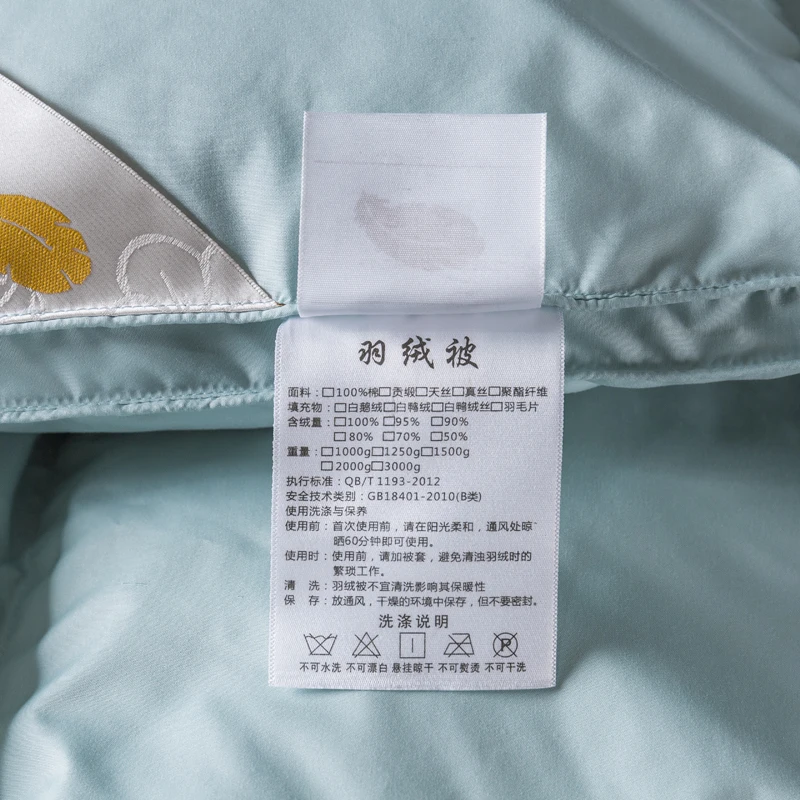 羽绒被
面料：□100%棉□贡缎□天丝□真丝□聚酯纤维
填充物：□白鹅绒□白鸭绒□白鸭绒丝□羽毛片
含绒量：□100% □95% □90%
□80% □70% □50%
重量：□1000g□1250g□1500g
□2000g□3000g
执行标准：QB/T 1193-2012
安全技术类别：GB18401-2010(B类)
使用洗涤与保养
使用前：首次使用前，请在阳光柔和，通风处晾
晒60分钟即可使用。
使用时：使用前，请加被套，避免清浊羽绒时的
繁琐工作。
清 洗：羽绒被不宜清洗影响其保暖性
保 存：放通风，干燥的环境中保存，但不要密封。
洗涤说明
P
不可水洗 不可漂白 悬挂晾干 不可熨烫 不可干洗